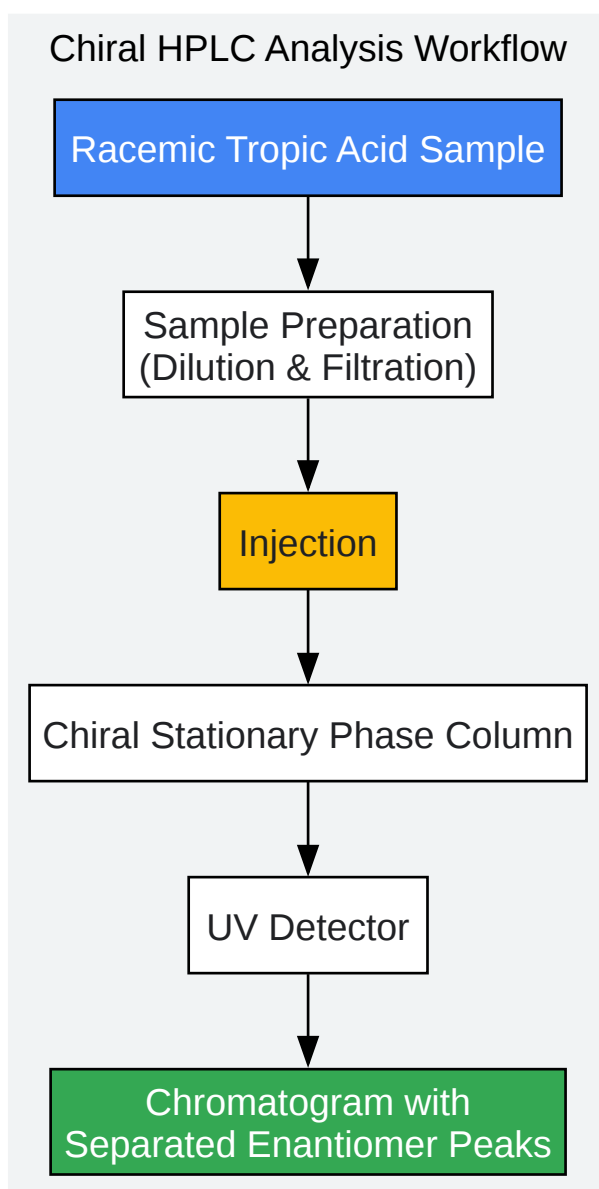 Chiral HPLC Analysis Workflow
Racemic Tropic Acid Sample
Sample Preparation
(Dilution & Filtration)
Injection
Chiral Stationary Phase Column
UV Detector
Chromatogram with
Separated Enantiomer Peaks